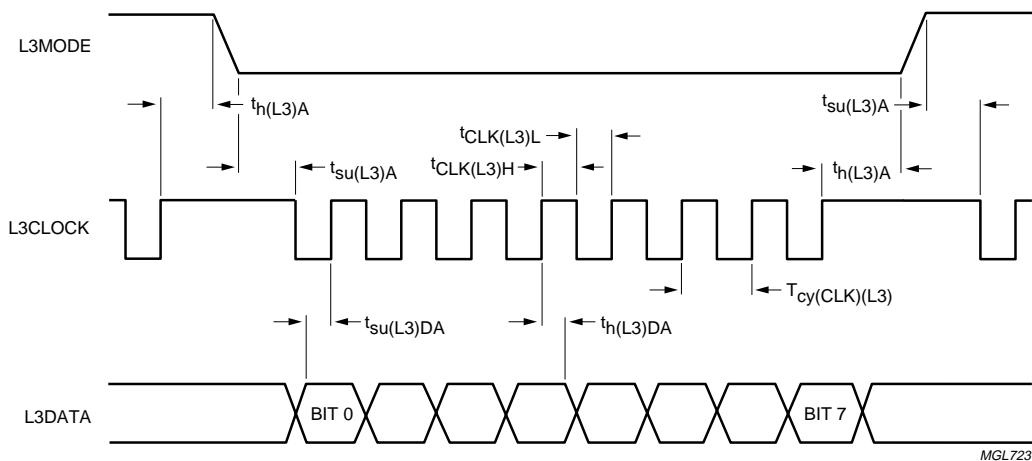 L3MODE
th(L3)A
tsu(L3)A
tCLK(L3)L
tsu(L3)A
tCLK(L3)H
th(L3)A
L3CLOCK
Tcy(CLK)(L3)
tsu(L3)DA
th(L3)DA
L3DATA
BIT 0
BIT 7
MGL723